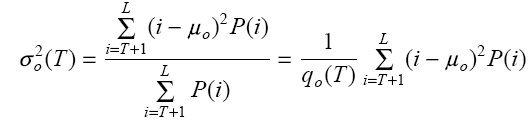 σ_o^2(T) = \frac{\sum_{i=T+1}^{L} (i − μ_o)^2 P(i)}{\sum_{i=T+1}^{L} P(i)} = \frac{1}{q_o(T)} \sum_{i=T+1}^{L} (i − μ_o)^2 P(i)